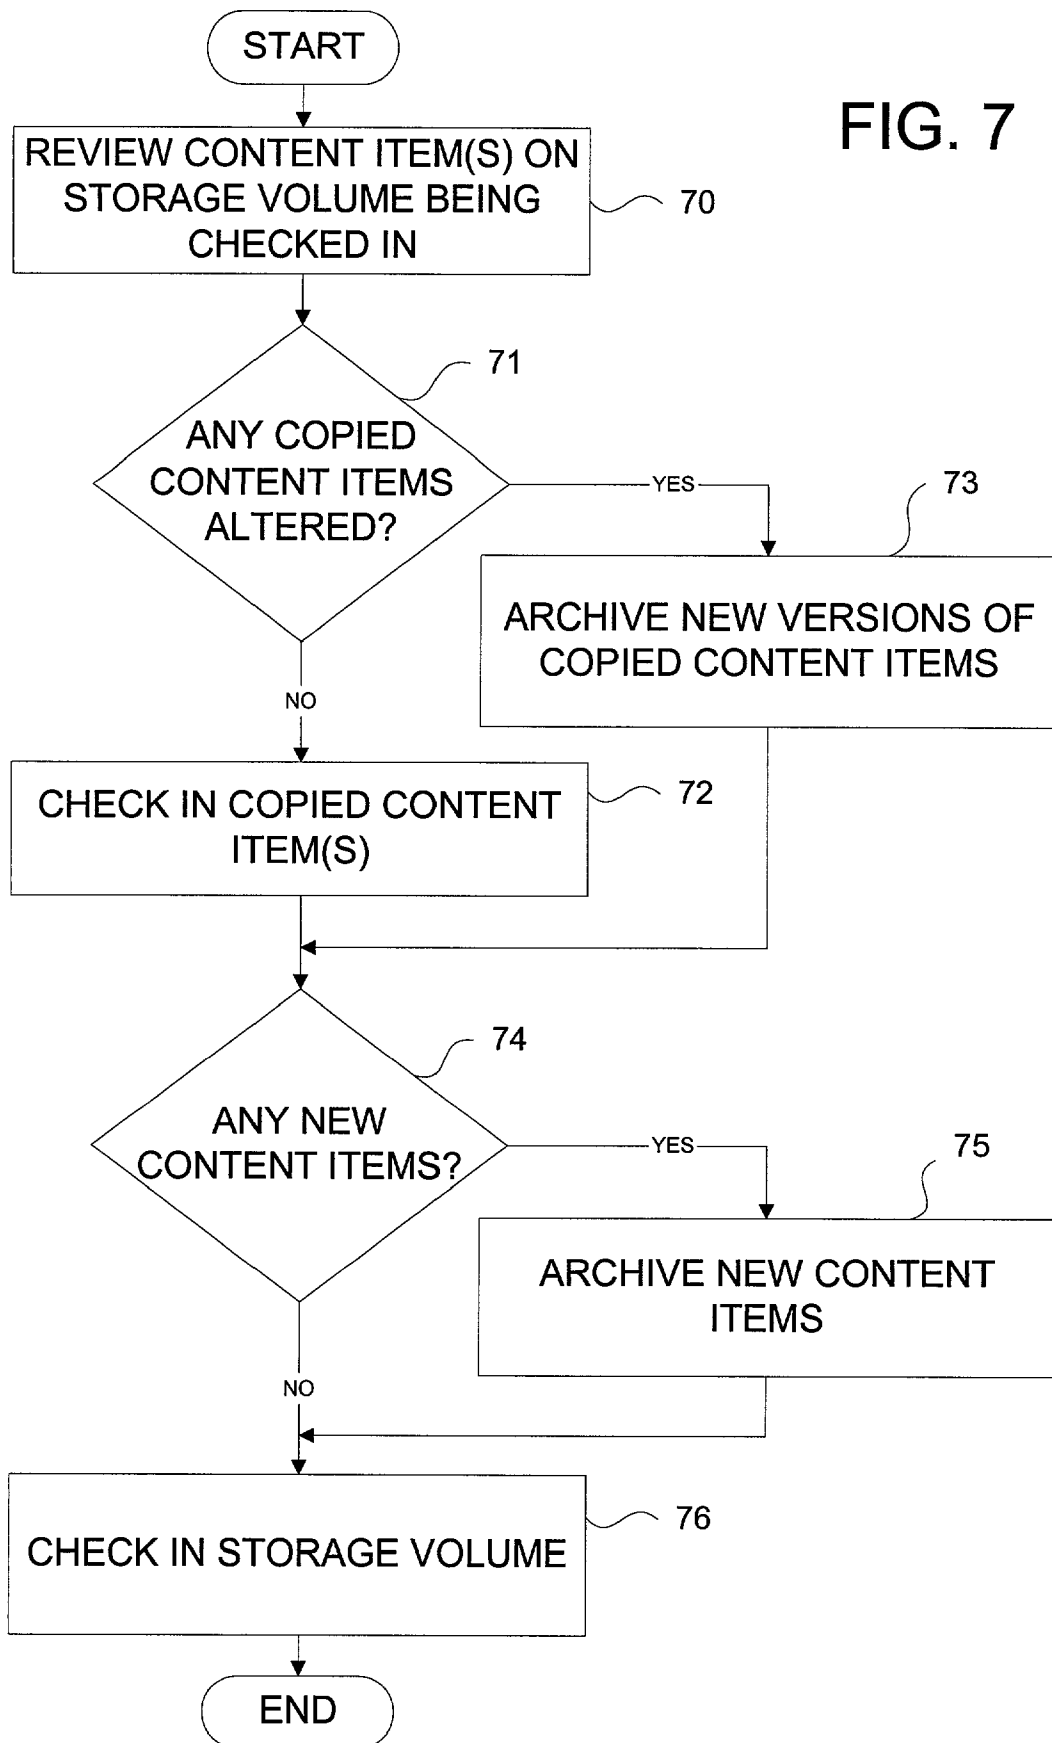 START
FIG. 7
REVIEW CONTENT ITEM(S) ON
STORAGE VOLUME BEING
CHECKED IN
70
71
ANY COPIED
CONTENT ITEMS
ALTERED?
YES
73
ARCHIVE NEW VERSIONS OF
COPIED CONTENT ITEMS
NO
CHECK IN COPIED CONTENT
ITEM(S)
72
74
ANY NEW
CONTENT ITEMS?
YES
75
ARCHIVE NEW CONTENT
ITEMS
NO
CHECK IN STORAGE VOLUME
76
END